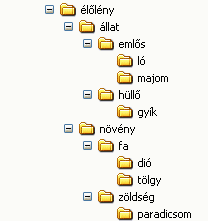 élőlény
állat
emlős
ló
majom
hüllő
gyík
növény
fa
dió
tölgy
zöldség
paradicsom